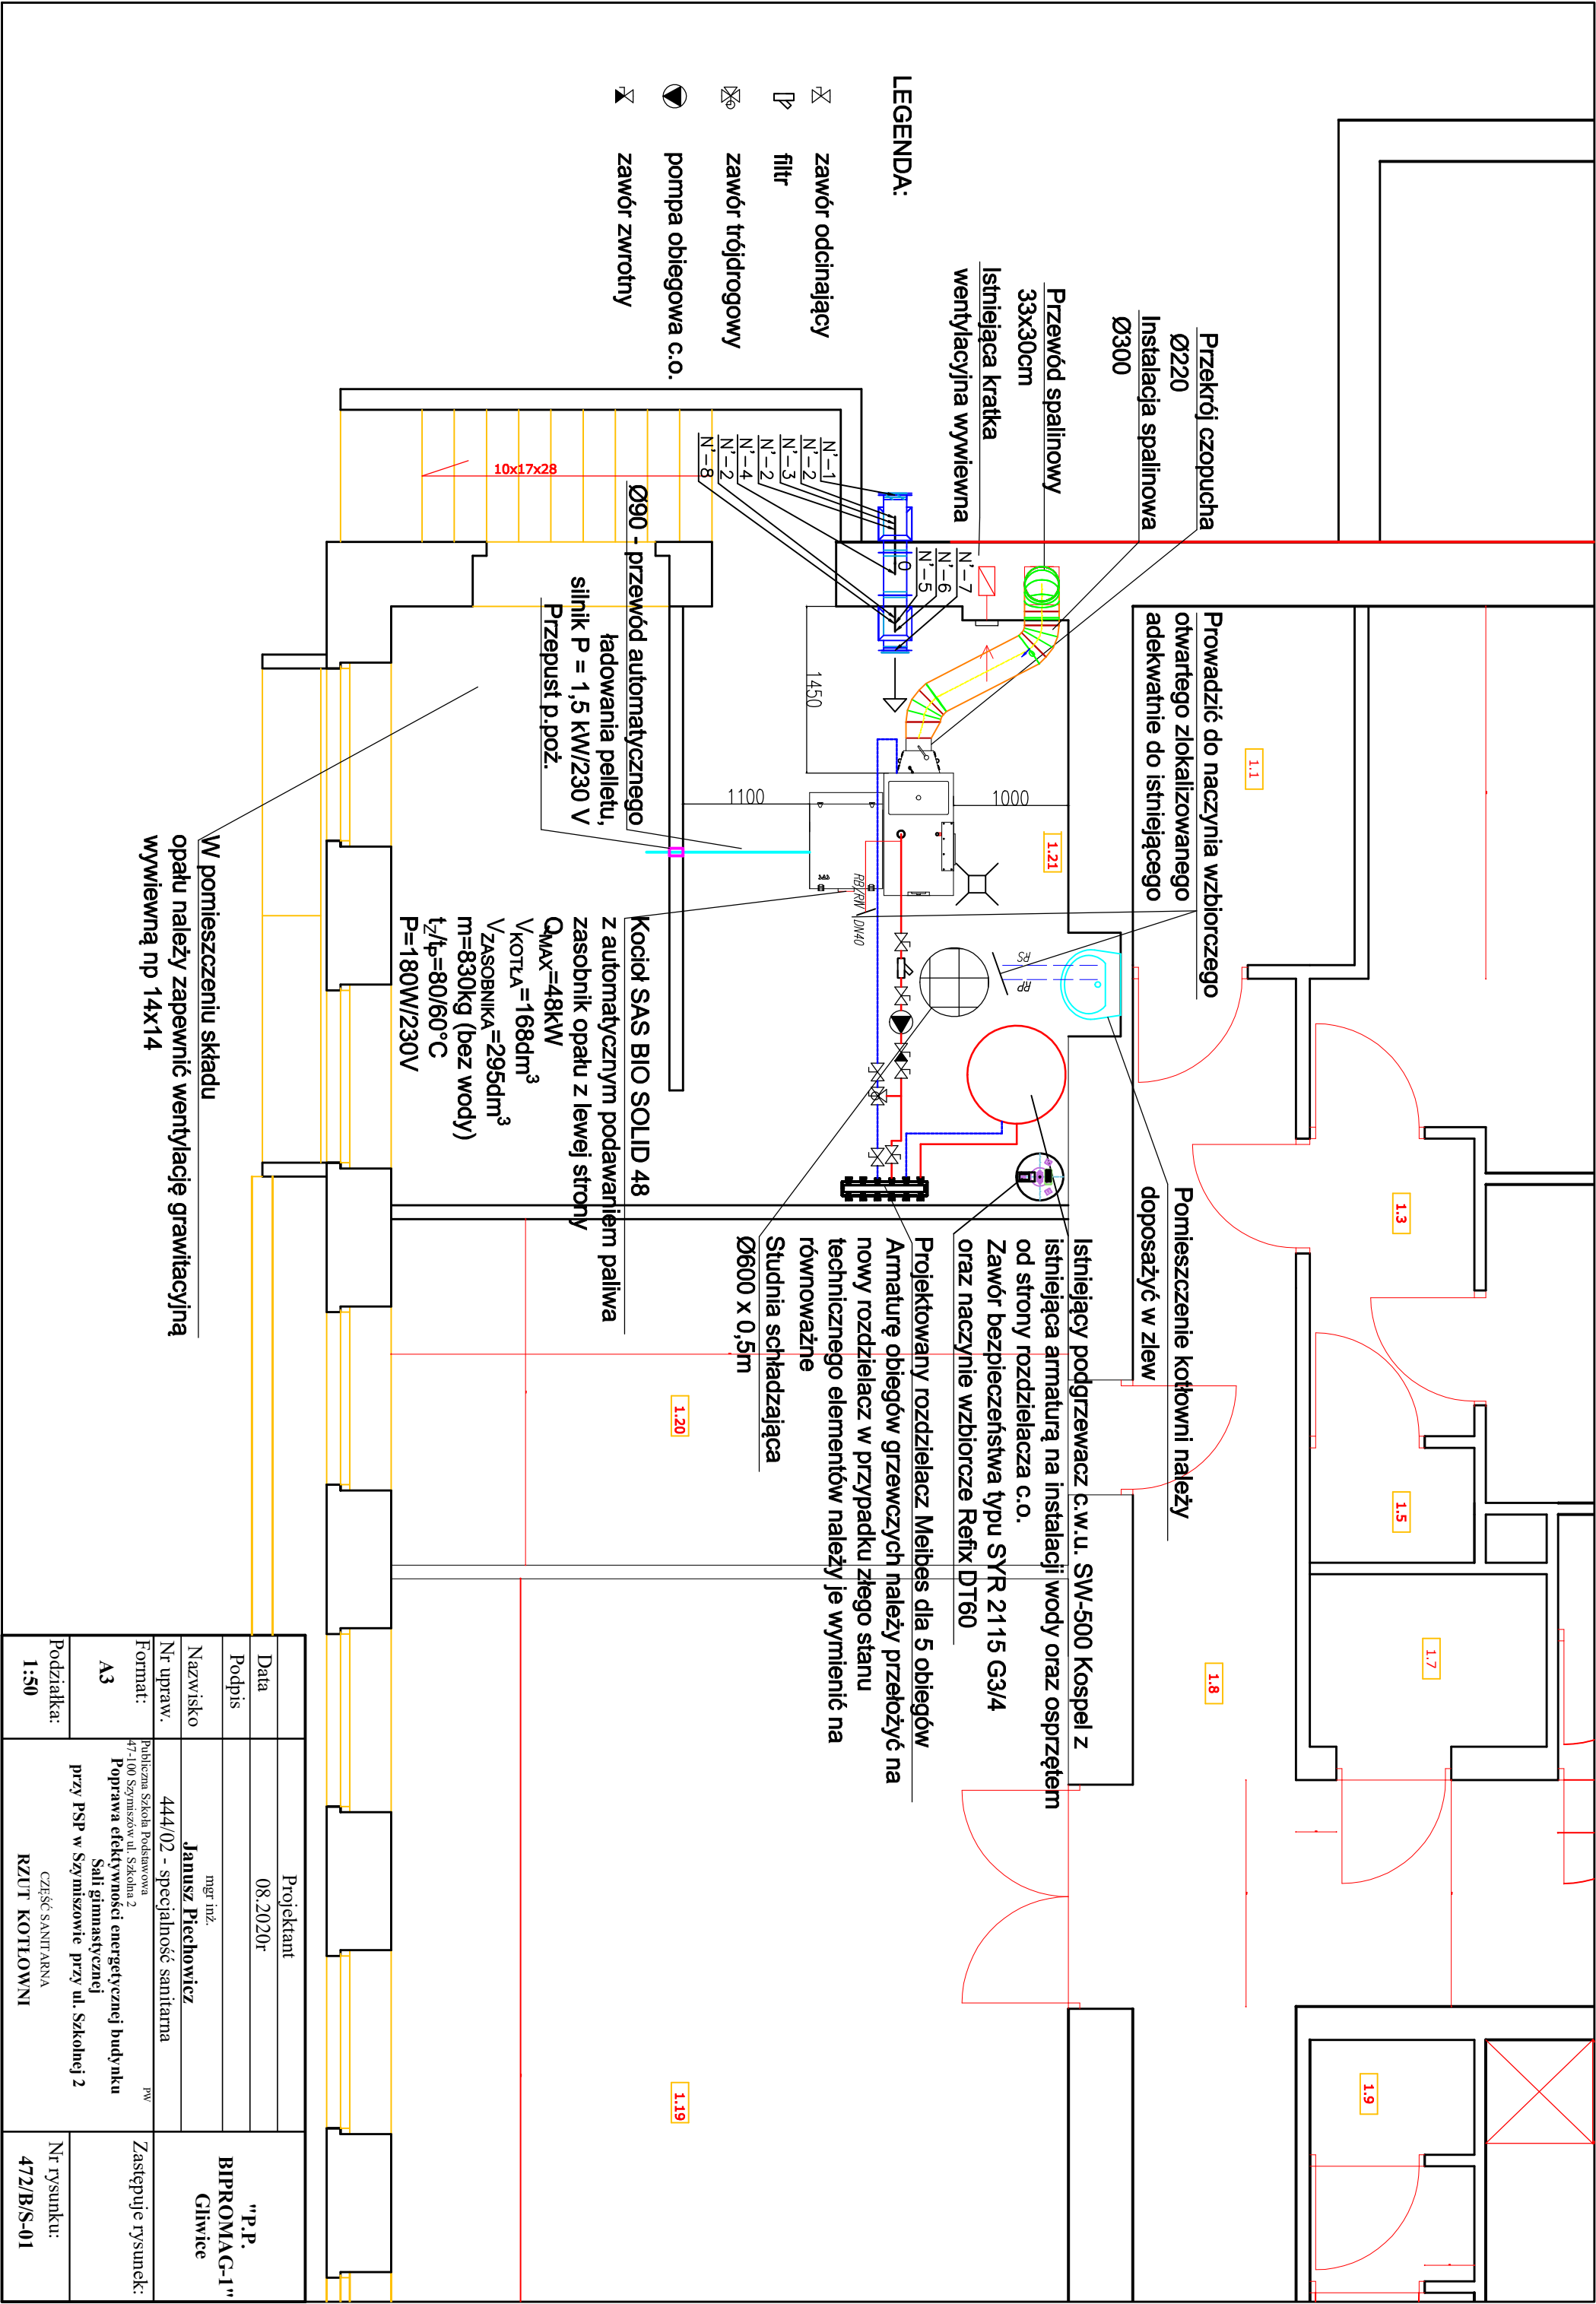 Przekrój czopucha
Ø220
Instalacja spalinowa
Ø300
Przewód spalinowy
33x30cm
Istniejąca kratka
wentylacyjna wywiewna
LEGENDA:
zawór odcinający
filtr
zawór trójdrogowy
pompa obiegowa c.o.
zawór zwrotny
N'-1
N'-2
N'-3
N'-2
N'-4
N'-2
N'-8
N'-7
N'-6
N'-5
O
10x17x28
1450
1100
1000
Prowadzić do naczynia wzbiorczego
otwartego zlokalizowanego
adekwatnie do istniejącego
Ø90 - przewód automatycznego
ładowania pelletu,
silnik P = 1,5 kW/230 V
Przepust p.poż.
RB/RW DN40
RS
RP
Kocioł SAS BIO SOLID 48
z automatycznym podawaniem paliwa
zasobnik opału z lewej strony
QMAX=48kW
VKOTŁA=168dm³
VZASOBNIKA=295dm³
m=830kg (bez wody)
tz/tp=80/60°C
P=180W/230V
W pomieszczeniu składu
opału należy zapewnić wentylację grawitacyjną
wywiewną np 14x14
Pomieszczenie kotłowni należy
doposażyć w zlew
Istniejący podgrzewacz c.w.u. SW-500 Kospel z
istniejąca armaturą na instalacji wody oraz osprzętem
od strony rozdzielacza c.o.
Zawór bezpieczeństwa typu SYR 2115 G3/4
oraz naczynie wzbiorcze Refix DT60
Projektowany rozdzielacz Meibes dla 5 obiegów
Armaturę obiegów grzewczych należy przełożyć na
nowy rozdzielacz w przypadku złego stanu
technicznego elementów należy je wymienić na
równoważne
Studnia schładzająca
Ø600 x 0,5m
1.1
1.21
1.3
1.5
1.7
1.8
1.9
1.20
1.19
Projektant
Data
08.2020r
Podpis
Nazwisko
mgr inż.
Janusz Piechowicz
Nr upraw.
444/02 - specjalność sanitarna
"P.P.
BIPROMAG-1"
Gliwice
Format:
A3
Publiczna Szkoła Podstawowa
47-100 Szymiszów ul. Szkolna 2
PW
Poprawa efektywności energetycznej budynku
Sali gimnastycznej
przy PSP w Szymiszowie przy ul. Szkolnej 2
Zastępuje rysunek:
Podziałka:
1:50
CZĘŚĆ SANITARNA
RZUT KOTŁOWNI
Nr rysunku:
472/B/S-01